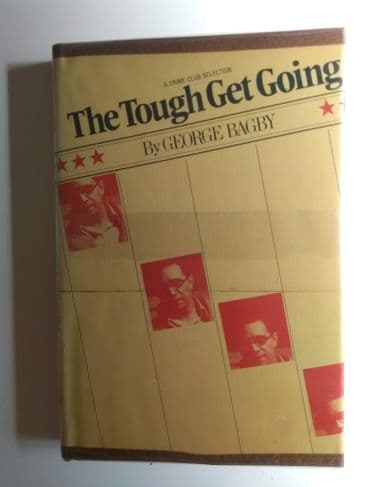 A CRIME CLUB SELECTION
The Tough Get Going
By GEORGE BAGBY